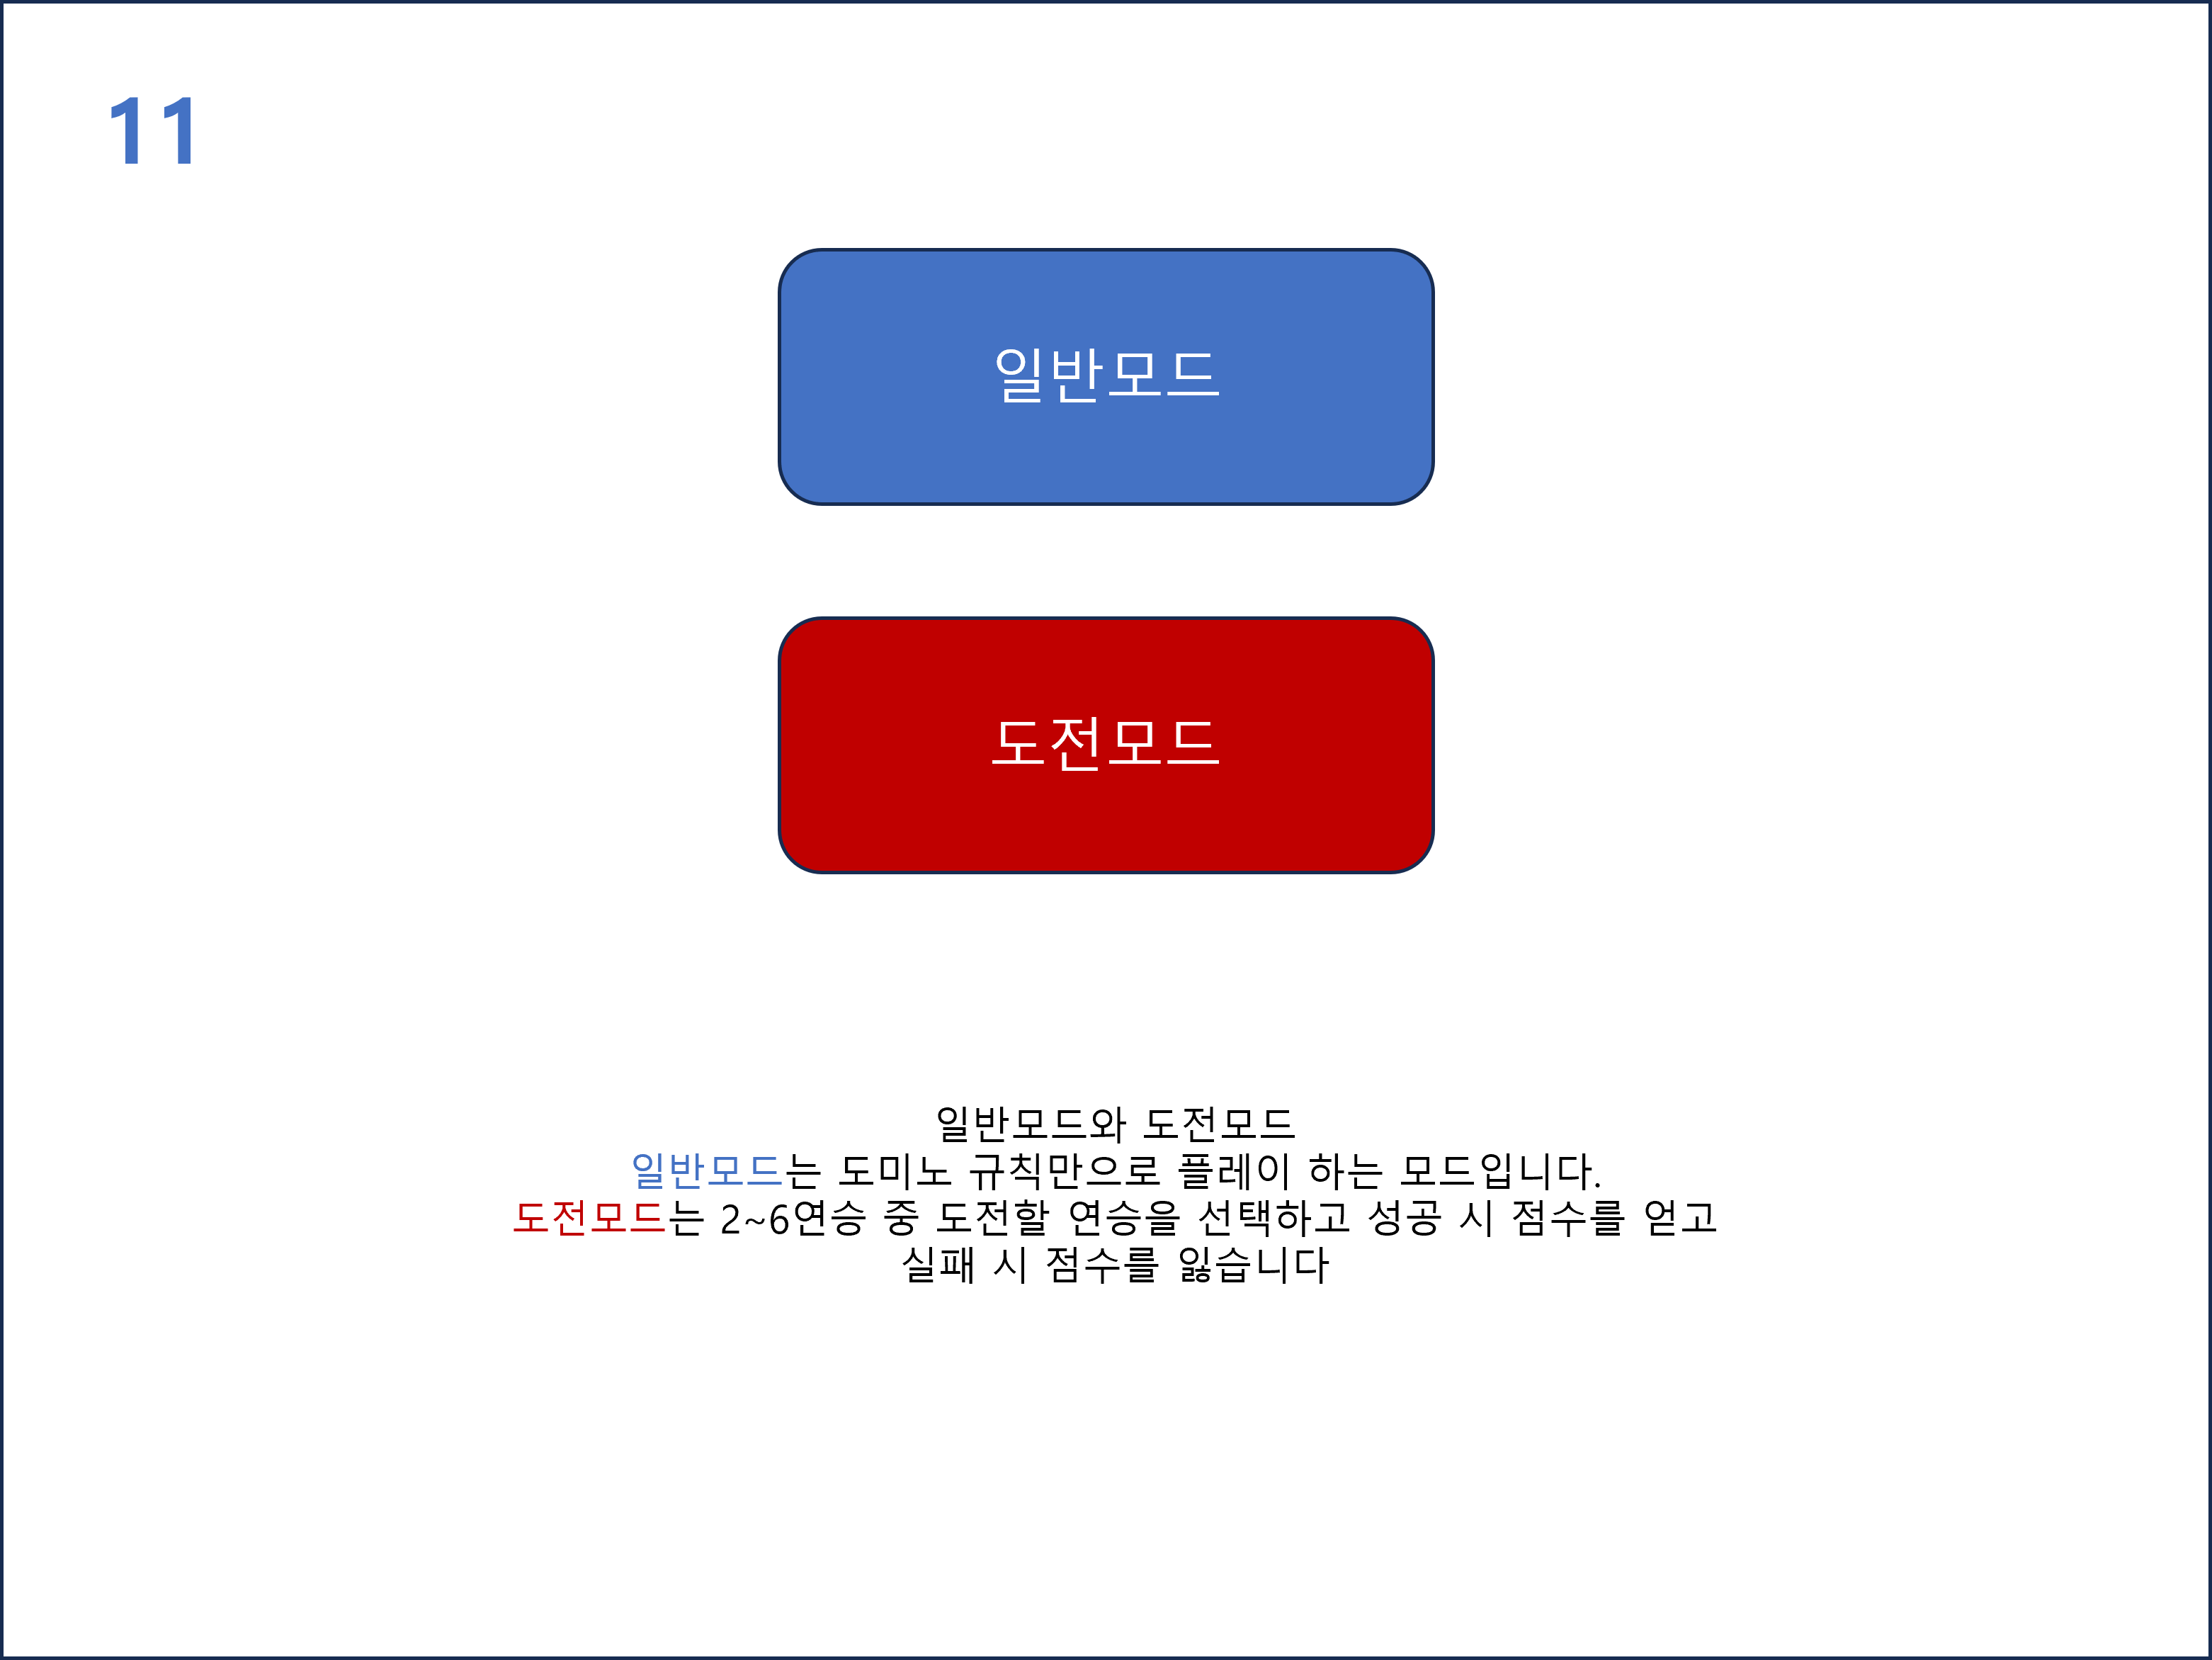 11
일반모드
도전모드
일반모드와 도전모드
일반모드는 도미노 규칙만으로 플레이 하는 모드입니다.
도전모드는 2~6연승 중 도전할 연승을 선택하고 성공 시 점수를 얻고
실패 시 점수를 잃습니다